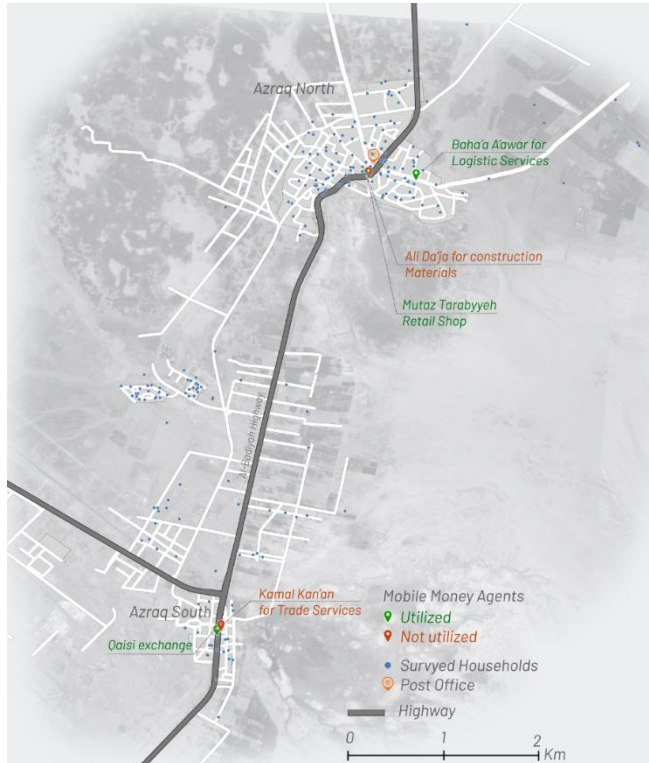 Azraq North
Baha'a A'awar for
Logistic Services
Ali Da'ja for construction
Materials
Mutaz Tarabyyeh
Retail Shop
Al-Badiyah Highway
Kamal Kan'an
for Trade Services
Azraq South
Qaisi exchange
Mobile Money Agents
Utilized
Not utilized
Survyed Households
Post Office
Highway
0 1 2
Km